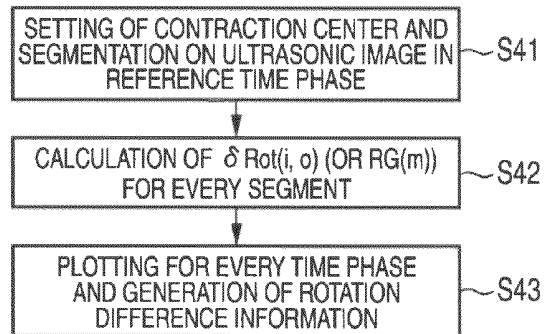 SETTING OF CONTRACTION CENTER AND
SEGMENTATION ON ULTRASONIC IMAGE IN
REFERENCE TIME PHASE
S41
CALCULATION OF δ Rot(i, o) (OR RG(m))
FOR EVERY SEGMENT
S42
PLOTTING FOR EVERY TIME PHASE
AND GENERATION OF ROTATION
DIFFERENCE INFORMATION
S43